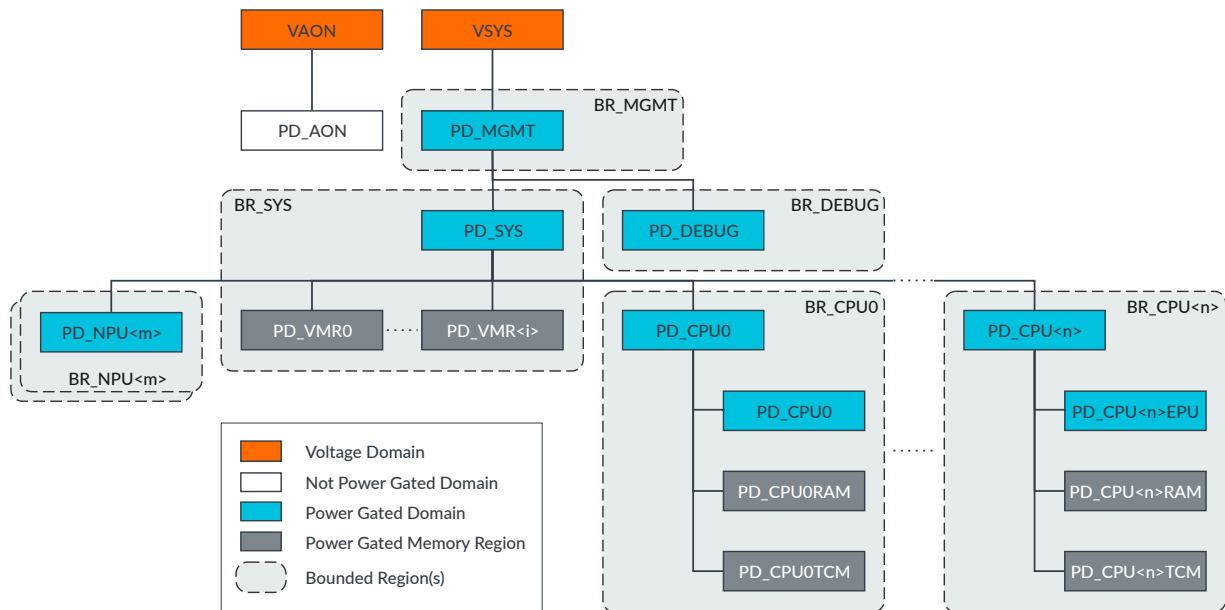 VAON
VSYS
BR_MGMT
PD_AON
PD_MGMT
BR_SYS
BR_DEBUG
PD_SYS
PD_DEBUG
BR_CPU0
BR_CPU<n>
PD_NPU<m>
PD_VMR0
PD_VMR<i>
PD_CPU0
PD_CPU<n>
BR_NPU<m>
PD_CPU0
PD_CPU<n>EPU
Voltage Domain
Not Power Gated Domain
PD_CPU0RAM
PD_CPU<n>RAM
Power Gated Domain
Power Gated Memory Region
PD_CPU0TCM
PD_CPU<n>TCM
Bounded Region(s)